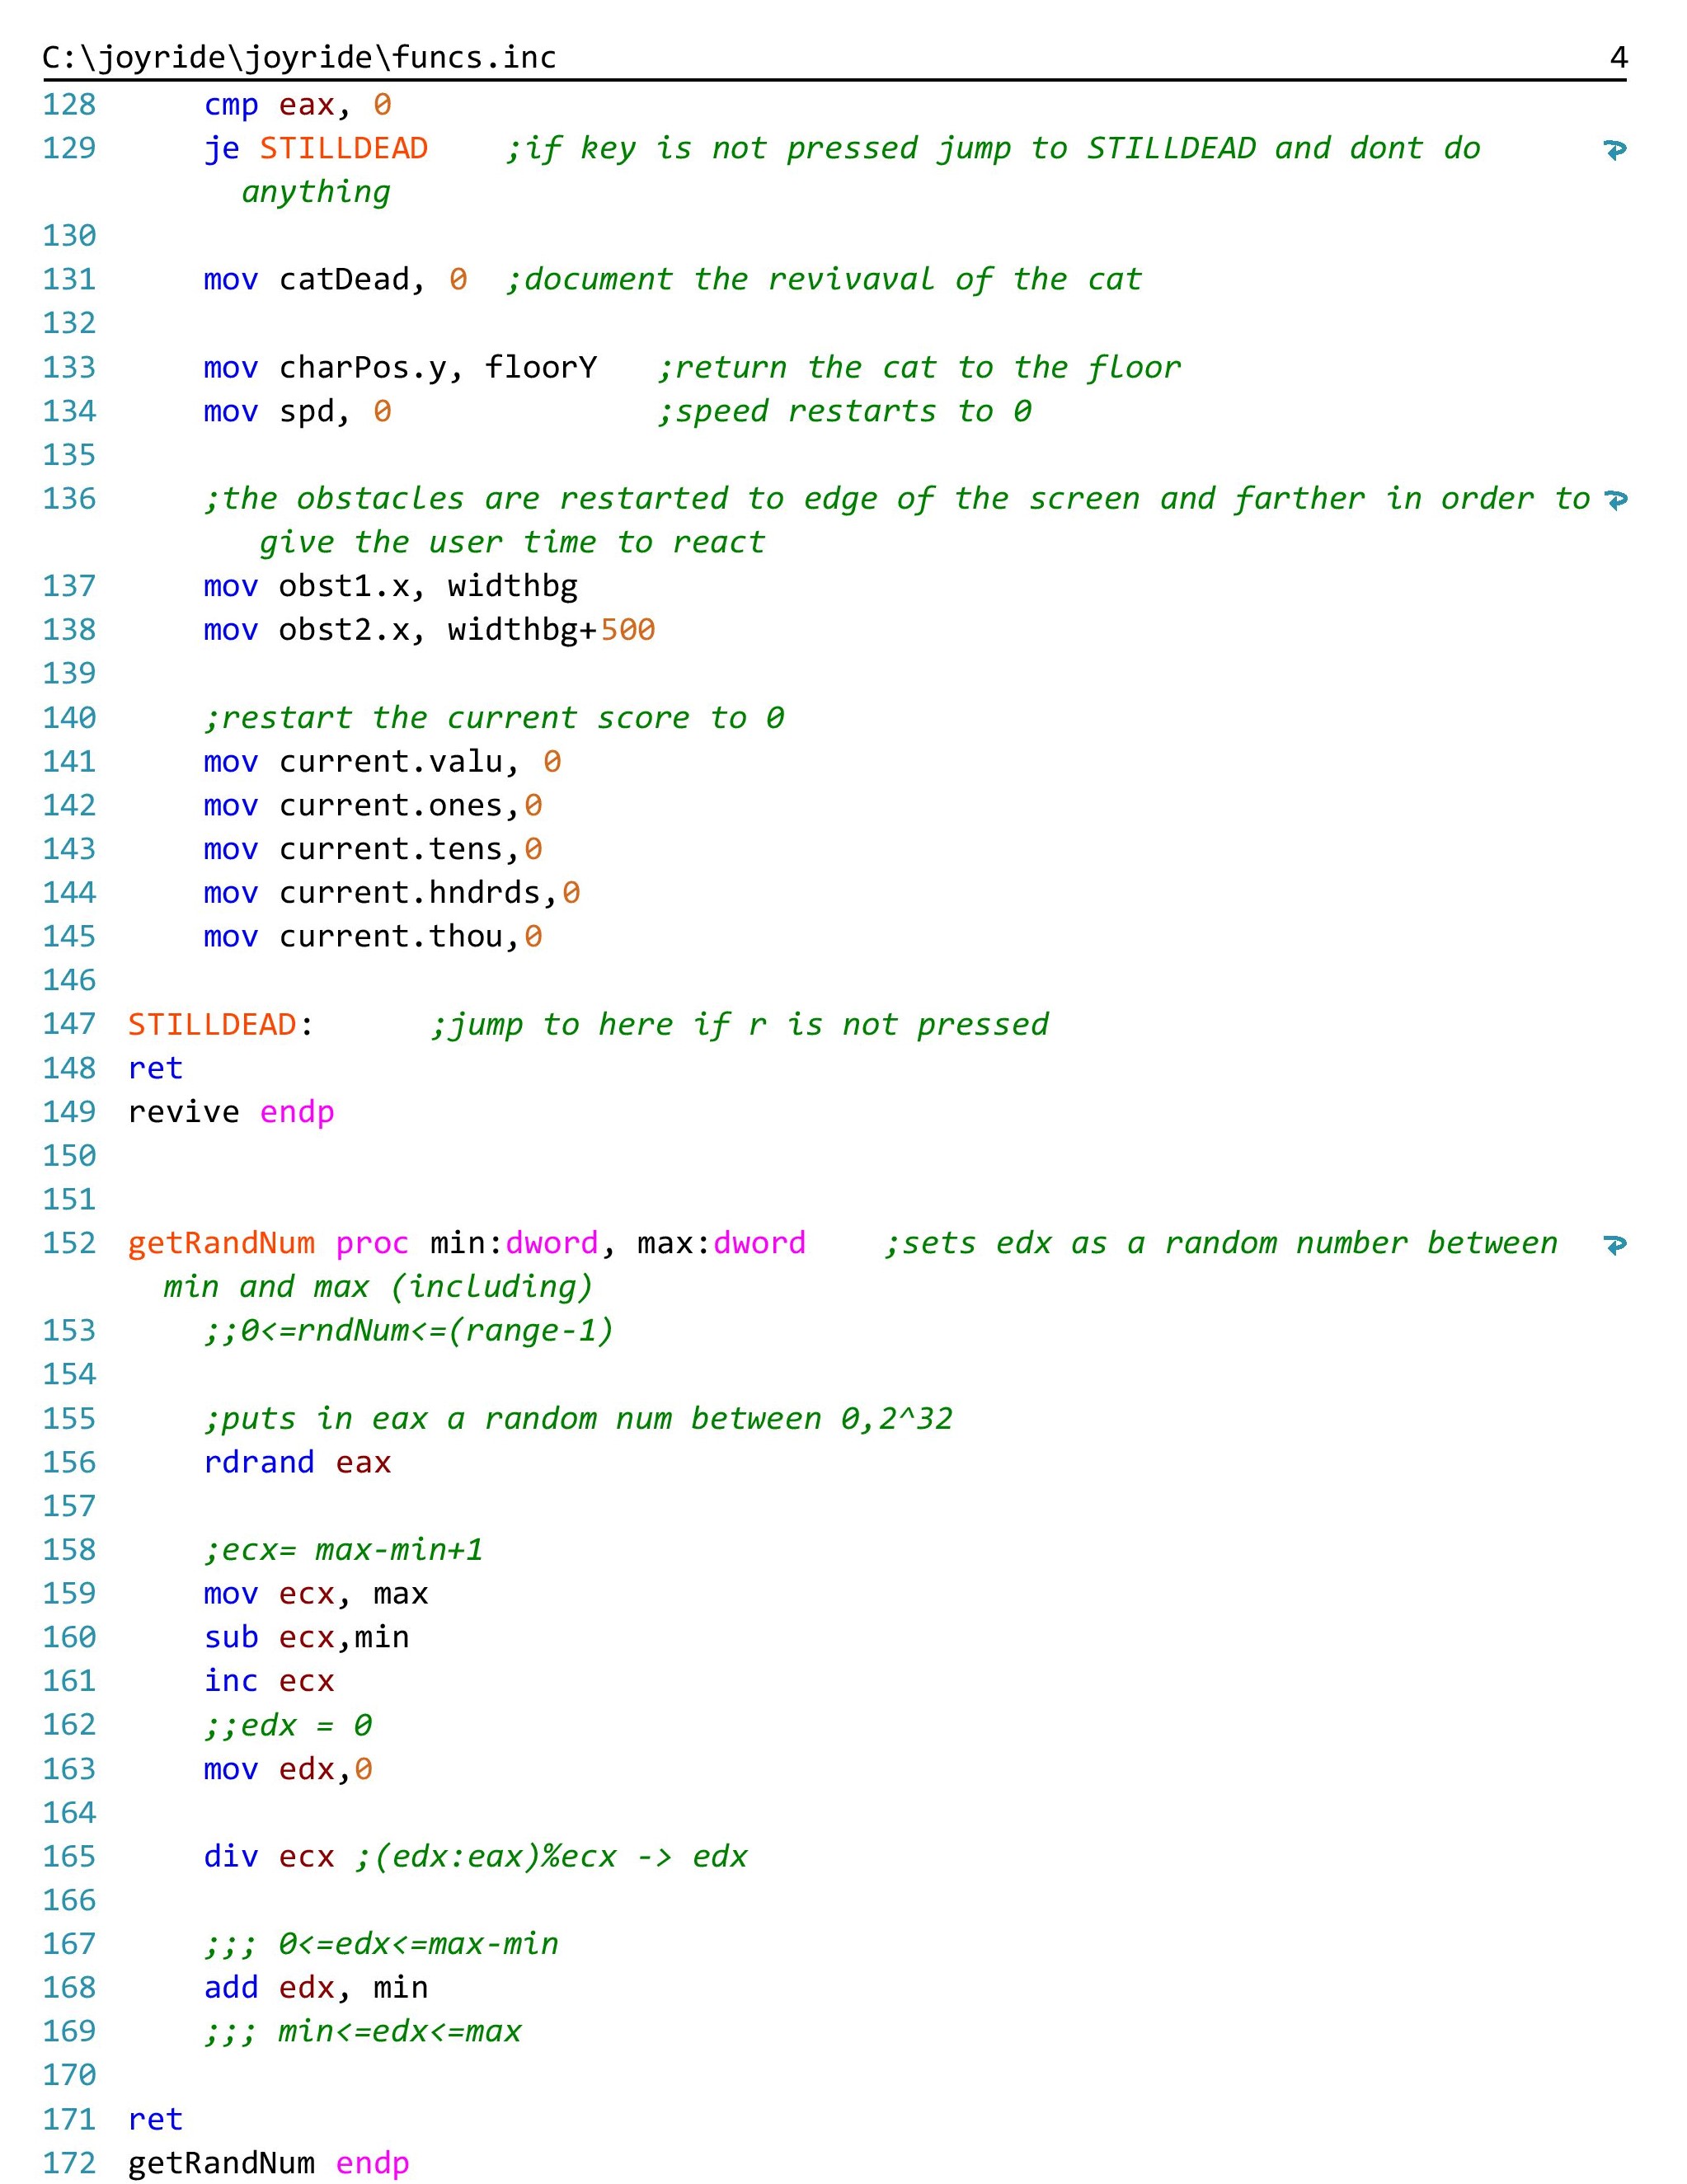 C:\joyride\joyride\funcs.inc 4
128 cmp eax, 0
129 je STILLDEAD ;if key is not pressed jump to STILLDEAD and dont do
anything
130
131 mov catDead, 0 ;document the revivaval of the cat
132
133 mov charPos.y, floorY ;return the cat to the floor
134 mov spd, 0 ;speed restarts to 0
135
136 ;the obstacles are restarted to edge of the screen and farther in order to
give the user time to react
137 mov obst1.x, widthbg
138 mov obst2.x, widthbg+500
139
140 ;restart the current score to 0
141 mov current.valu, 0
142 mov current.ones,0
143 mov current.tens,0
144 mov current.hndrds,0
145 mov current.thou,0
146
147 STILLDEAD: ;jump to here if r is not pressed
148 ret
149 revive endp
150
151
152 getRandNum proc min:dword, max:dword ;sets edx as a random number between
min and max (including)
153 ;;0<=rndNum<=(range-1)
154
155 ;puts in eax a random num between 0,2^32
156 rdrand eax
157
158 ;ecx= max-min+1
159 mov ecx, max
160 sub ecx,min
161 inc ecx
162 ;;edx = 0
163 mov edx,0
164
165 div ecx ;(edx:eax)%ecx -> edx
166
167 ;;; 0<=edx<=max-min
168 add edx, min
169 ;;; min<=edx<=max
170
171 ret
172 getRandNum endp